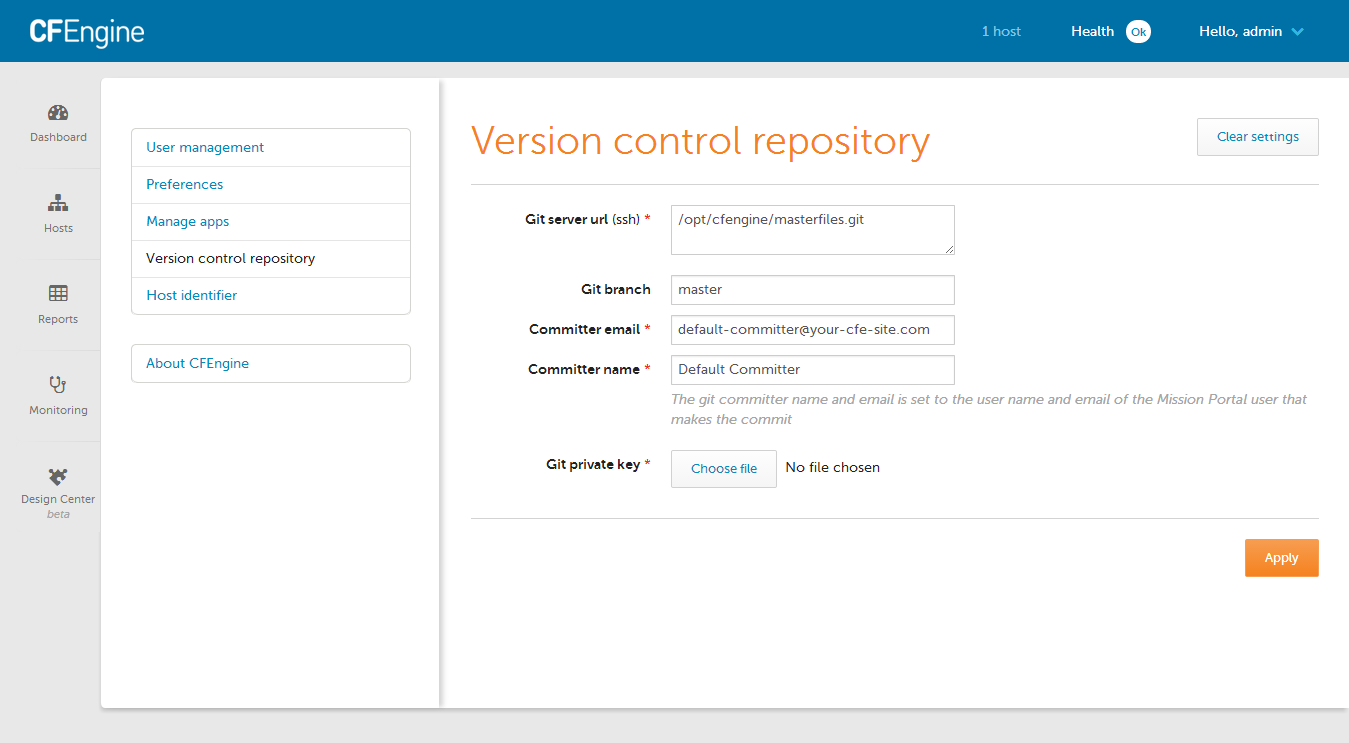 CFEngine
1 host
Health
Ok
Hello, admin
Dashboard
Hosts
Reports
Monitoring
Design Center
beta
User management
Preferences
Manage apps
Version control repository
Host identifier
About CFEngine
Version control repository
Clear settings
Git server url (ssh) *
/opt/cfengine/masterfiles.git
Git branch
master
Committer email *
default-committer@your-cfe-site.com
Committer name *
Default Committer
The git committer name and email is set to the user name and email of the Mission Portal user that
makes the commit
Git private key *
Choose file
No file chosen
Apply